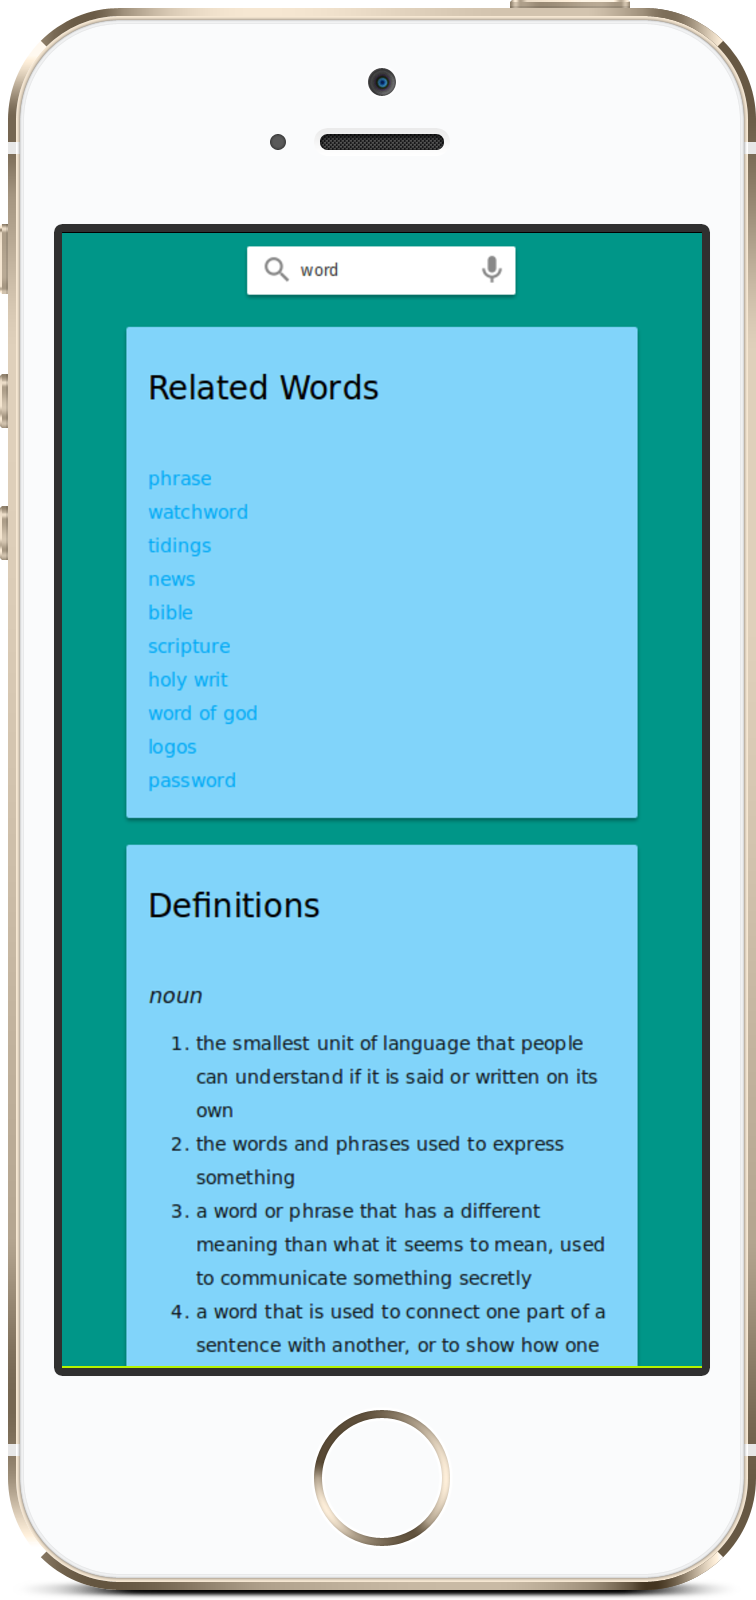 word
Related Words
phrase
watchword
tidings
news
bible
scripture
holy writ
word of god
logos
password
Definitions
noun
1. the smallest unit of language that people
can understand if it is said or written on its
own
2. the words and phrases used to express
something
3. a word or phrase that has a different
meaning than what it seems to mean, used
to communicate something secretly
4. a word that is used to connect one part of a
sentence with another, or to show how one